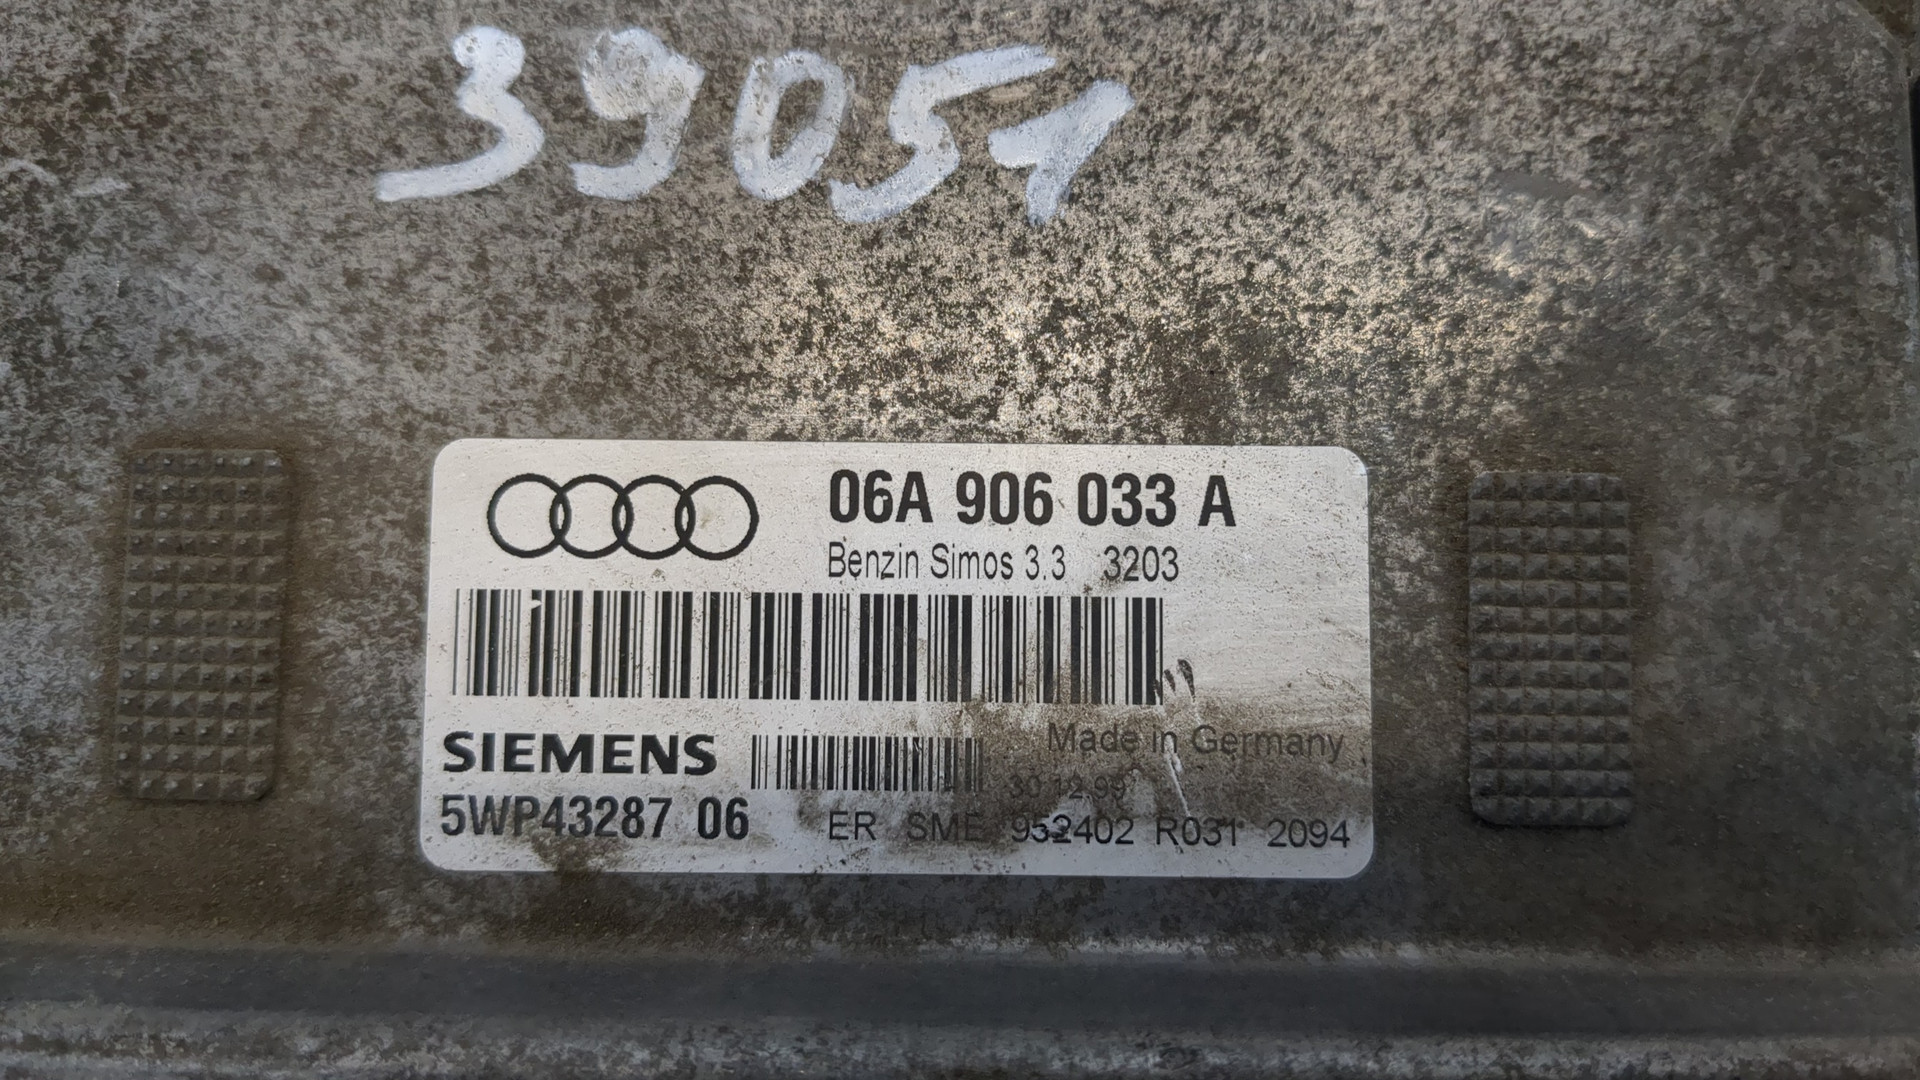 39051
06A 906 033 A
Benzin Simos 3.3 3203
SIEMENS
Made in Germany
30.12.99
5WP43287 06
ER SME 952402 R031 2094